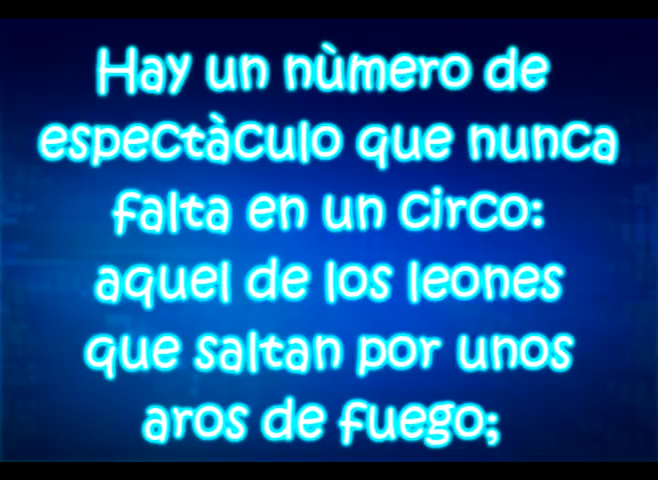 Hay un nùmero de
espectàculo que nunca
falta en un circo:
aquel de los leones
que saltan por unos
aros de fuego;